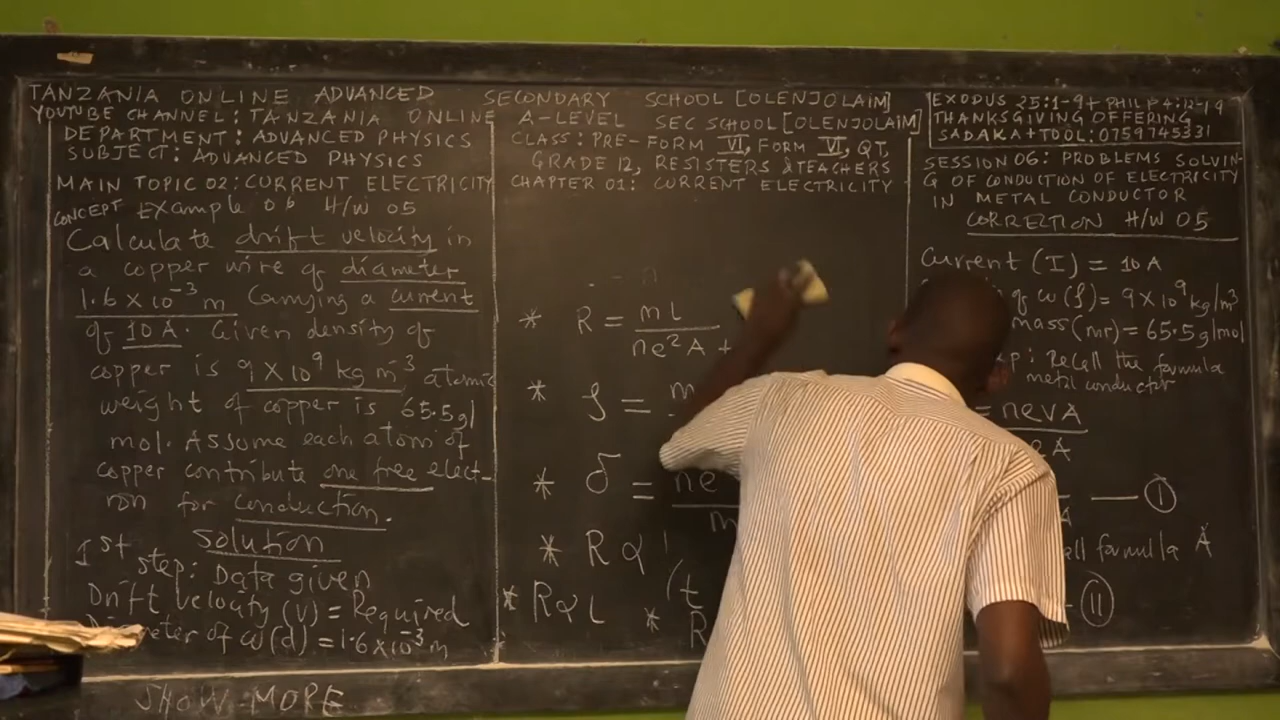 TANZANIA ONLINE ADVANCED SECONDARY SCHOOL [OLENJOLAIM]
YOUTUBE CHANNEL: TANZANIA ONLINE A-LEVEL SEC SCHOOL [OLENJOLAIM]
DEPARTMENT: ADVANCED PHYSICS
SUBJECT: ADVANCED PHYSICS
MAIN TOPIC 02: CURRENT ELECTRICITY
CONCEPT Example 06 H/W 05
Calculate drift velocity in
a copper wire of diameter
1.6 X 10⁻³ m Carrying a current
of 10 A. Given density of
copper is 9 X 10⁹ kg m⁻³ atomic
weight of copper is 65.5 g/
mol. Assume each atom of
copper contribute one free elect-
ron for conduction.
Solution
1st step: Data given
Drift velocity (V) = Required
Diameter of w(d) = 1.6 x 10⁻³ m
SHOW MORE
CLASS: PRE-FORM VI, FORM VI, QT,
GRADE 12, RESISTERS & TEACHERS
CHAPTER 01: CURRENT ELECTRICITY
* R = mL
ne²A
* ρ = m
* δ = ne
m
* R α 1
* RαL * R
EXODUS 25:1-9 + PHILP 4:12-19
THANKSGIVING OFFERING
SADAKA + TOOL: 0759745331
SESSION 06: PROBLEMS SOLVIN-
G OF CONDUCTION OF ELECTRICITY
IN METAL CONDUCTOR
CORRECTION H/W 05
Current (I) = 10 A
of w (ρ) = 9 X 10⁹ kg/m³
mass (mr) = 65.5 g/mol
: Recall the formula
metal conductor
= nevA
A
— I
formula A
II